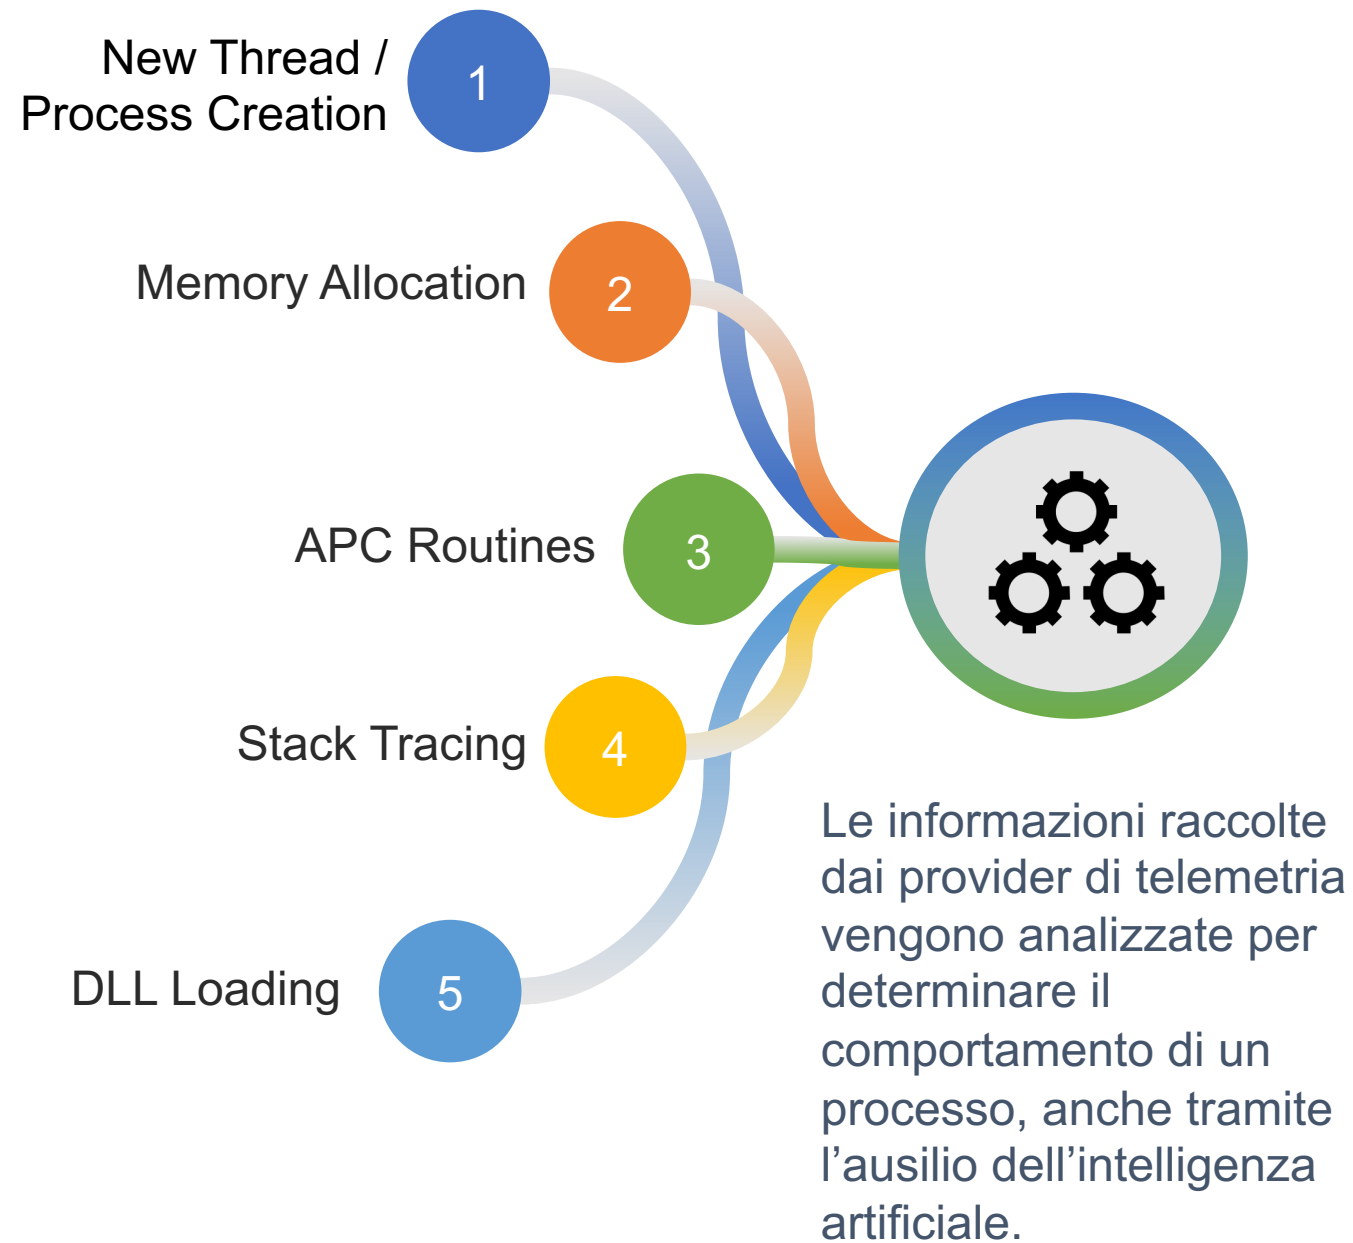 New Thread /
Process Creation
1
Memory Allocation
2
APC Routines
3
Stack Tracing
4
DLL Loading
5
Le informazioni raccolte
dai provider di telemetria
vengono analizzate per
determinare il
comportamento di un
processo, anche tramite
l’ausilio dell’intelligenza
artificiale.